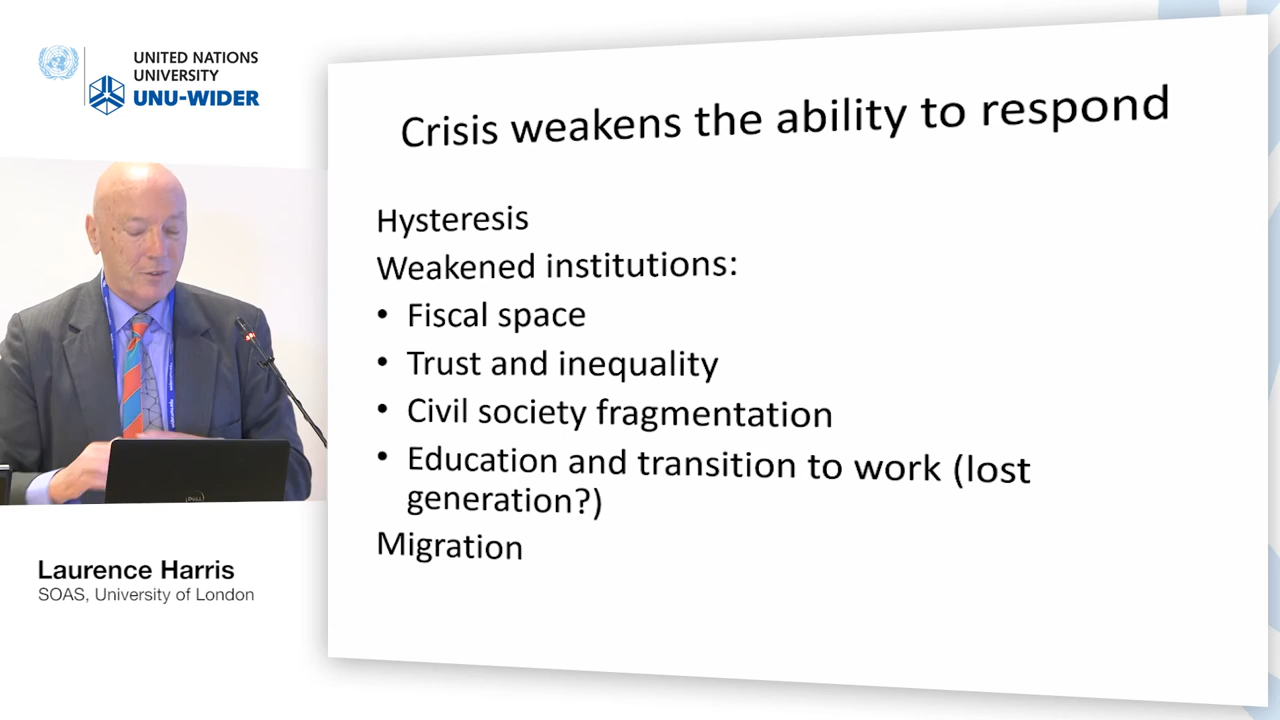 UNITED NATIONS
UNIVERSITY
UNU-WIDER
Crisis weakens the ability to respond
Hysteresis
Weakened institutions:
• Fiscal space
• Trust and inequality
• Civil society fragmentation
• Education and transition to work (lost
generation?)
Migration
DELL
Laurence Harris
SOAS, University of London